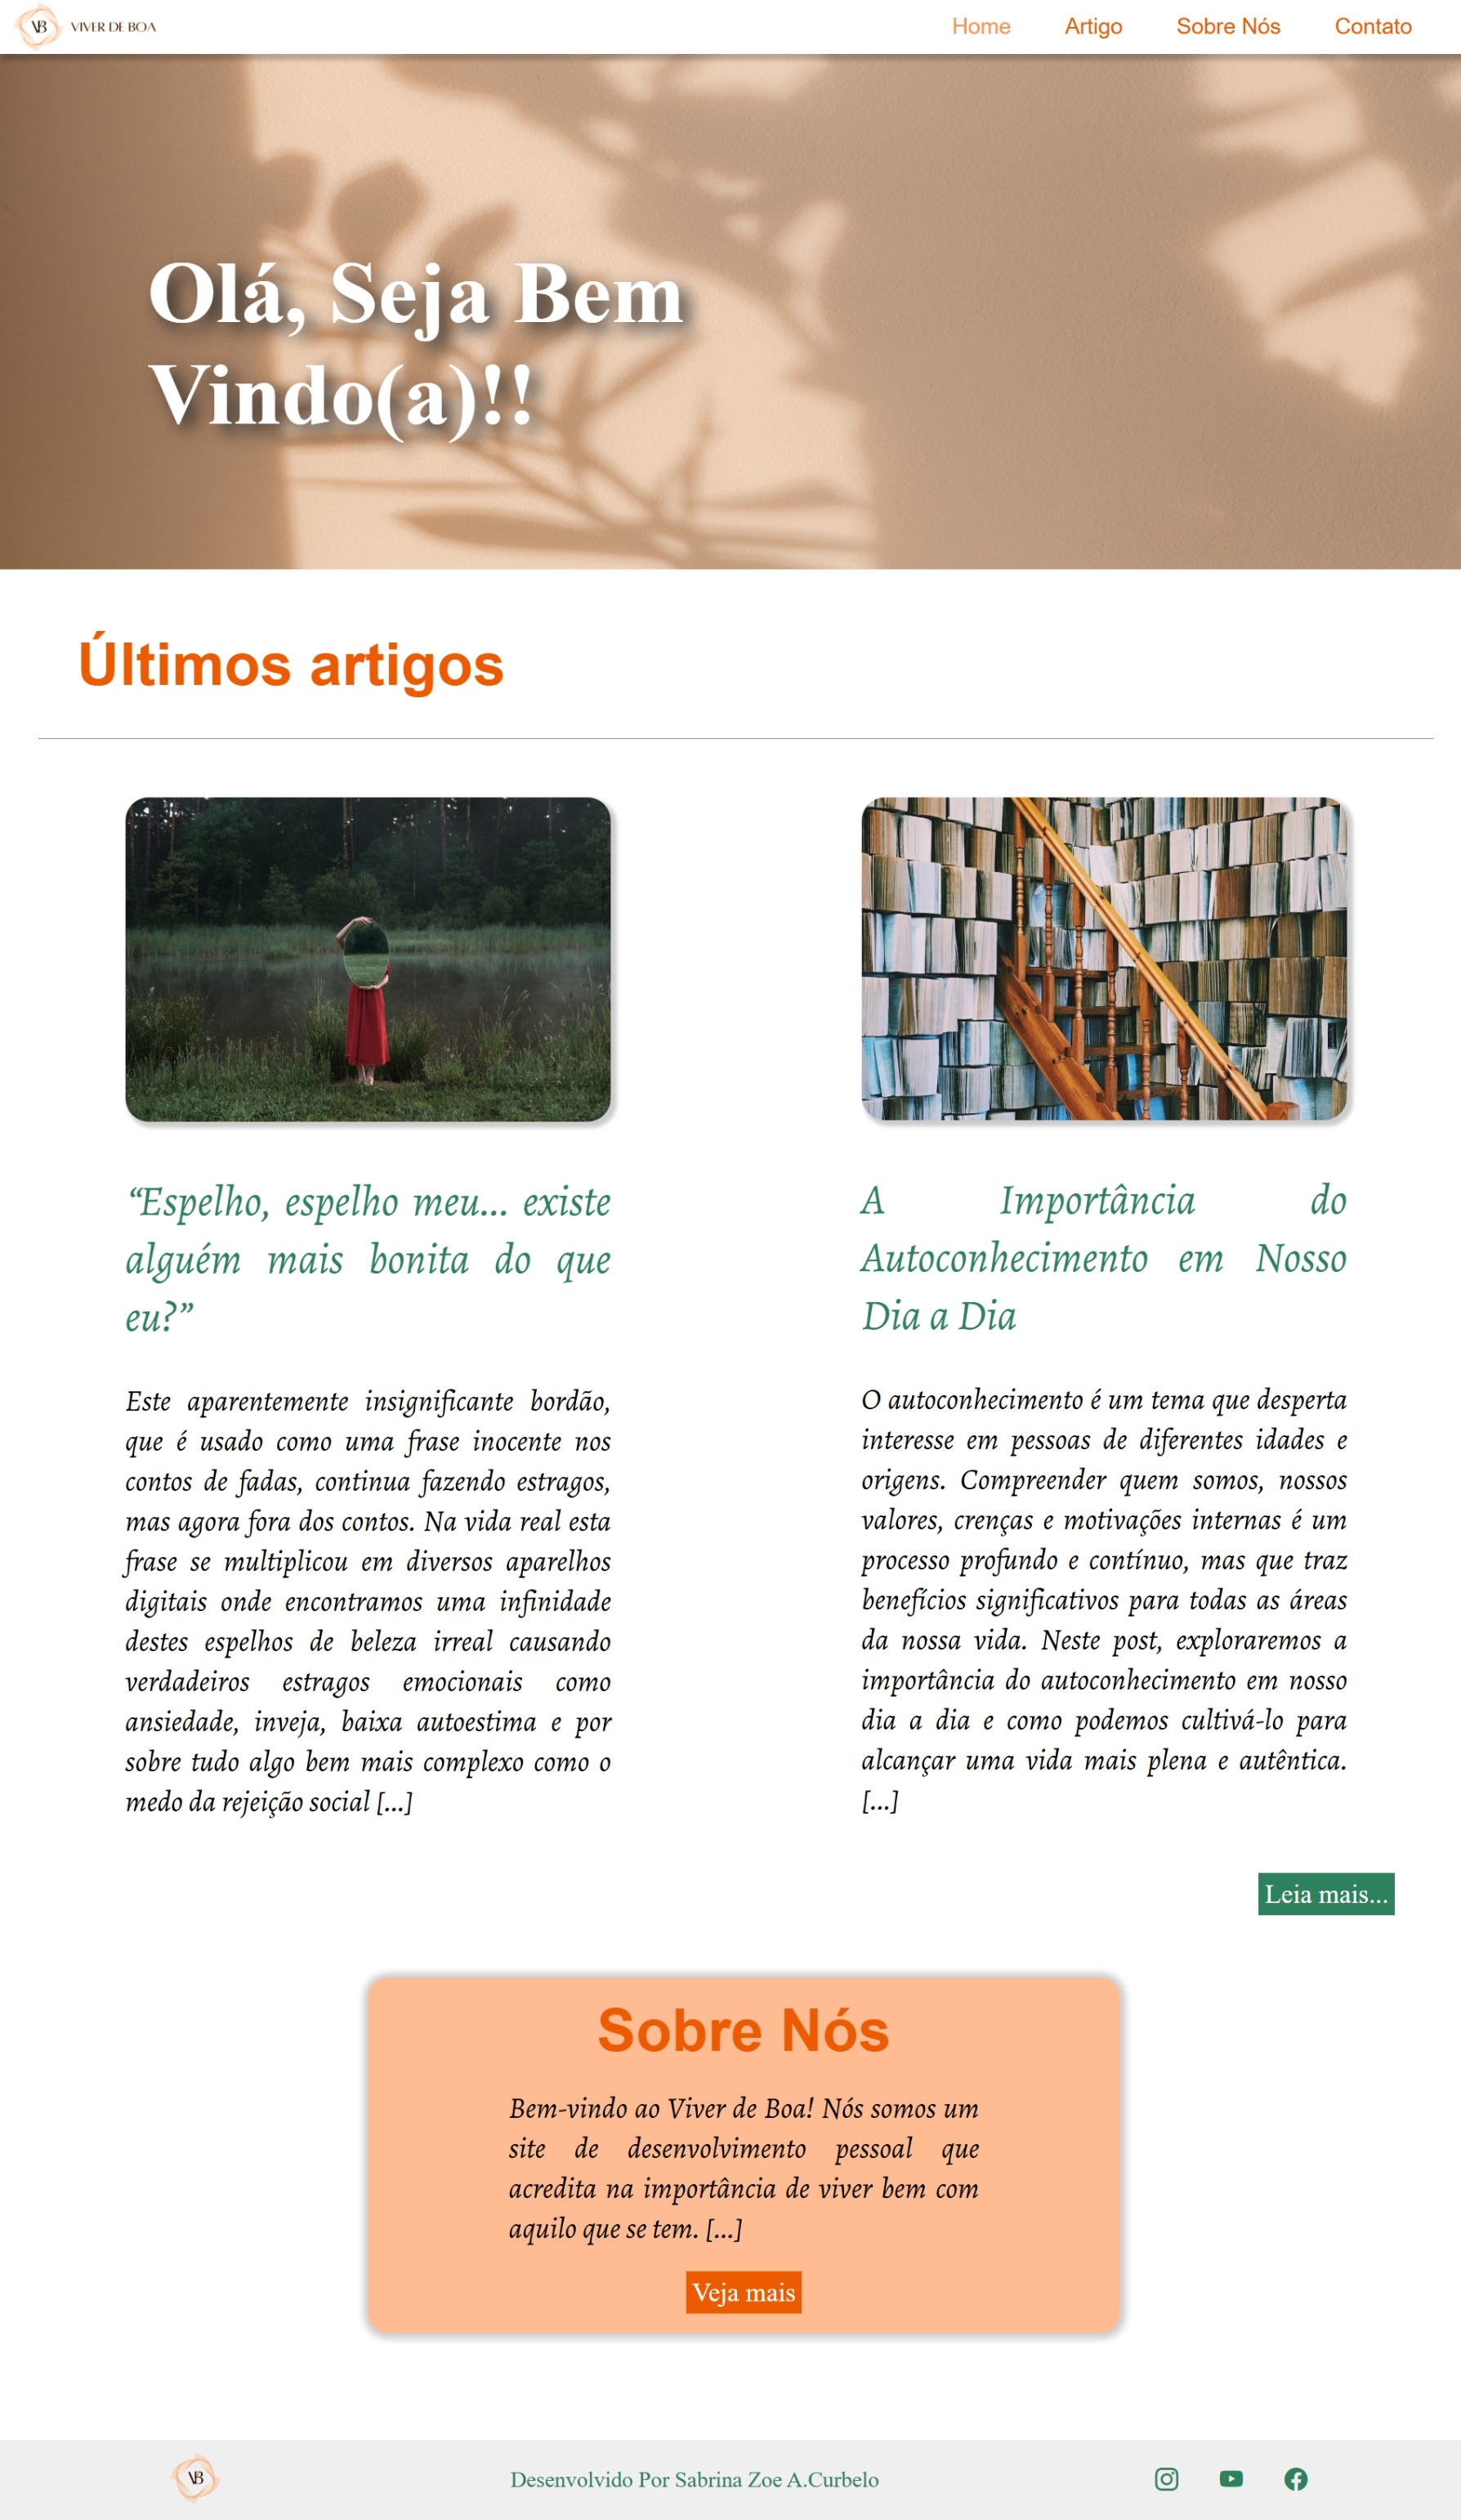 VB VIVER DE BOA
Home Artigo Sobre Nós Contato
Olá, Seja Bem
Vindo(a)!!
Últimos artigos
“Espelho, espelho meu... existe
alguém mais bonita do que
eu?”
Este aparentemente insignificante bordão,
que é usado como uma frase inocente nos
contos de fadas, continua fazendo estragos,
mas agora fora dos contos. Na vida real esta
frase se multiplicou em diversos aparelhos
digitais onde encontramos uma infinidade
destes espelhos de beleza irreal causando
verdadeiros estragos emocionais como
ansiedade, inveja, baixa autoestima e por
sobre tudo algo bem mais complexo como o
medo da rejeição social [...]
A Importância do
Autoconhecimento em Nosso
Dia a Dia
O autoconhecimento é um tema que desperta
interesse em pessoas de diferentes idades e
origens. Compreender quem somos, nossos
valores, crenças e motivações internas é um
processo profundo e contínuo, mas que traz
benefícios significativos para todas as áreas
da nossa vida. Neste post, exploraremos a
importância do autoconhecimento em nosso
dia a dia e como podemos cultivá-lo para
alcançar uma vida mais plena e autêntica.
[...]
Leia mais...
Sobre Nós
Bem-vindo ao Viver de Boa! Nós somos um
site de desenvolvimento pessoal que
acredita na importância de viver bem com
aquilo que se tem. [...]
Veja mais
VB
Desenvolvido Por Sabrina Zoe A.Curbelo